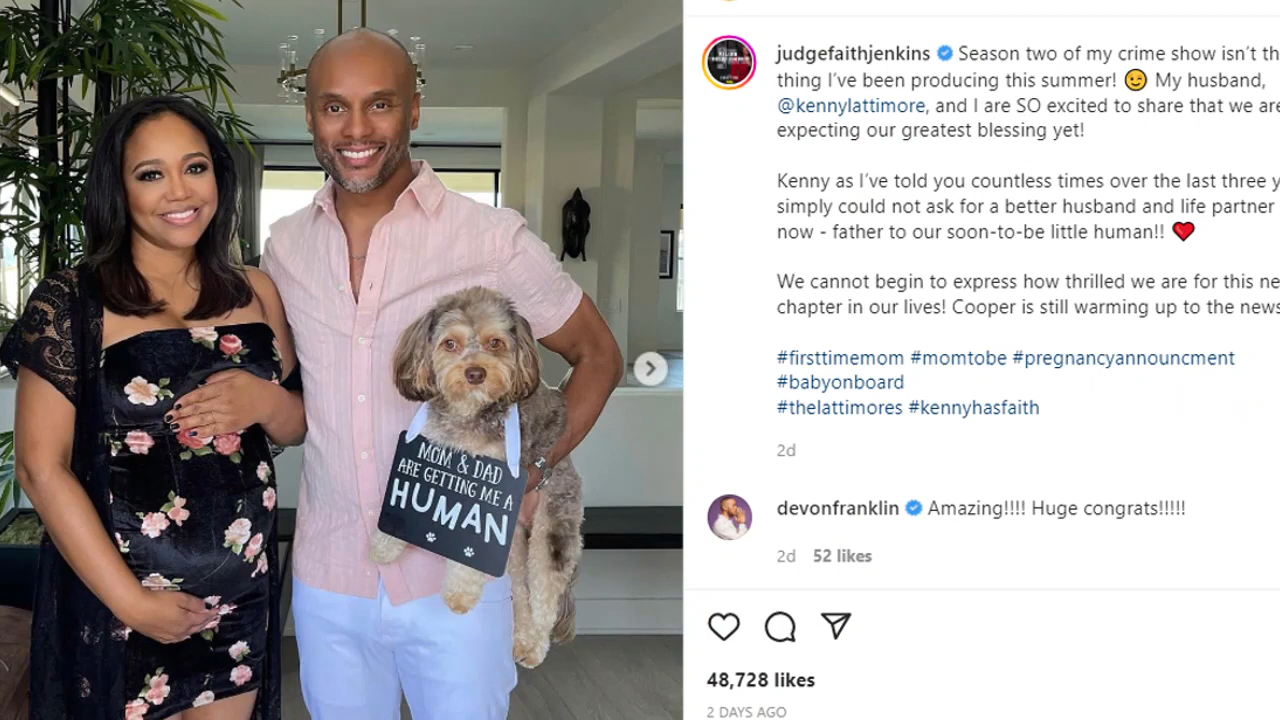 MOM & DAD
ARE GETTING ME A
HUMAN
judgefaithjenkins Season two of my crime show isn't
thing I've been producing this summer! 😉 My husband,
@kennylattimore, and I are SO excited to share that we are
expecting our greatest blessing yet!
Kenny as I've told you countless times over the last three
simply could not ask for a better husband and life partner
now - father to our soon-to-be little human!! ❤️
We cannot begin to express how thrilled we are for this
chapter in our lives! Cooper is still warming up to the news
#firsttimemom #momtobe #pregnancyannouncment
#babyonboard
#thelattimores #kennyhasfaith
2d
devonfranklin Amazing!!!! Huge congrats!!!!!
2d 52 likes
48,728 likes
2 DAYS AGO